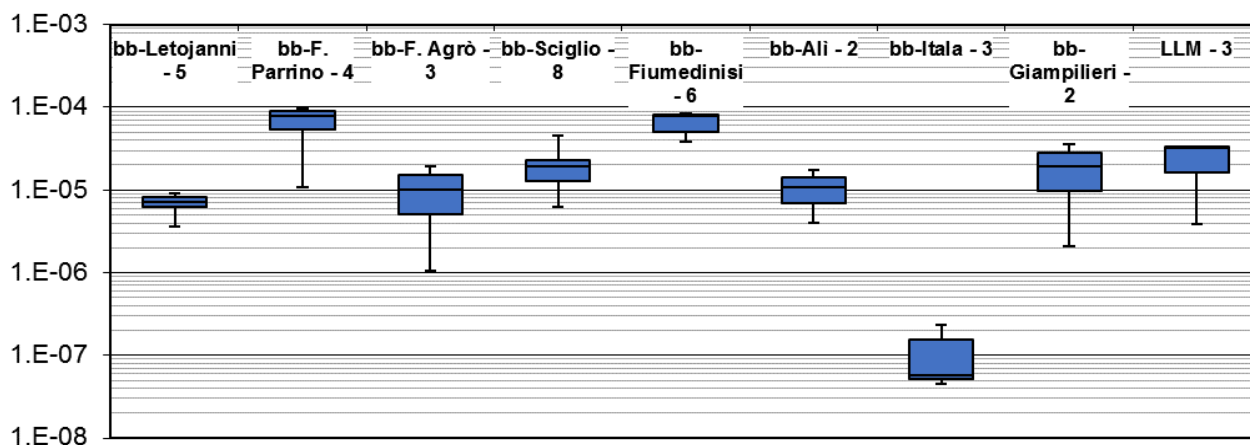 1.E-03
bb-Letojanni
- 5
bb-F.
Parrino - 4
bb-F. Agrò -
3
bb-Sciglio -
8
bb-
Fiumedinisi
- 6
bb-Alì - 2
bb-Itala - 3
bb-
Giampilieri -
2
LLM - 3
1.E-04
1.E-05
1.E-06
1.E-07
1.E-08